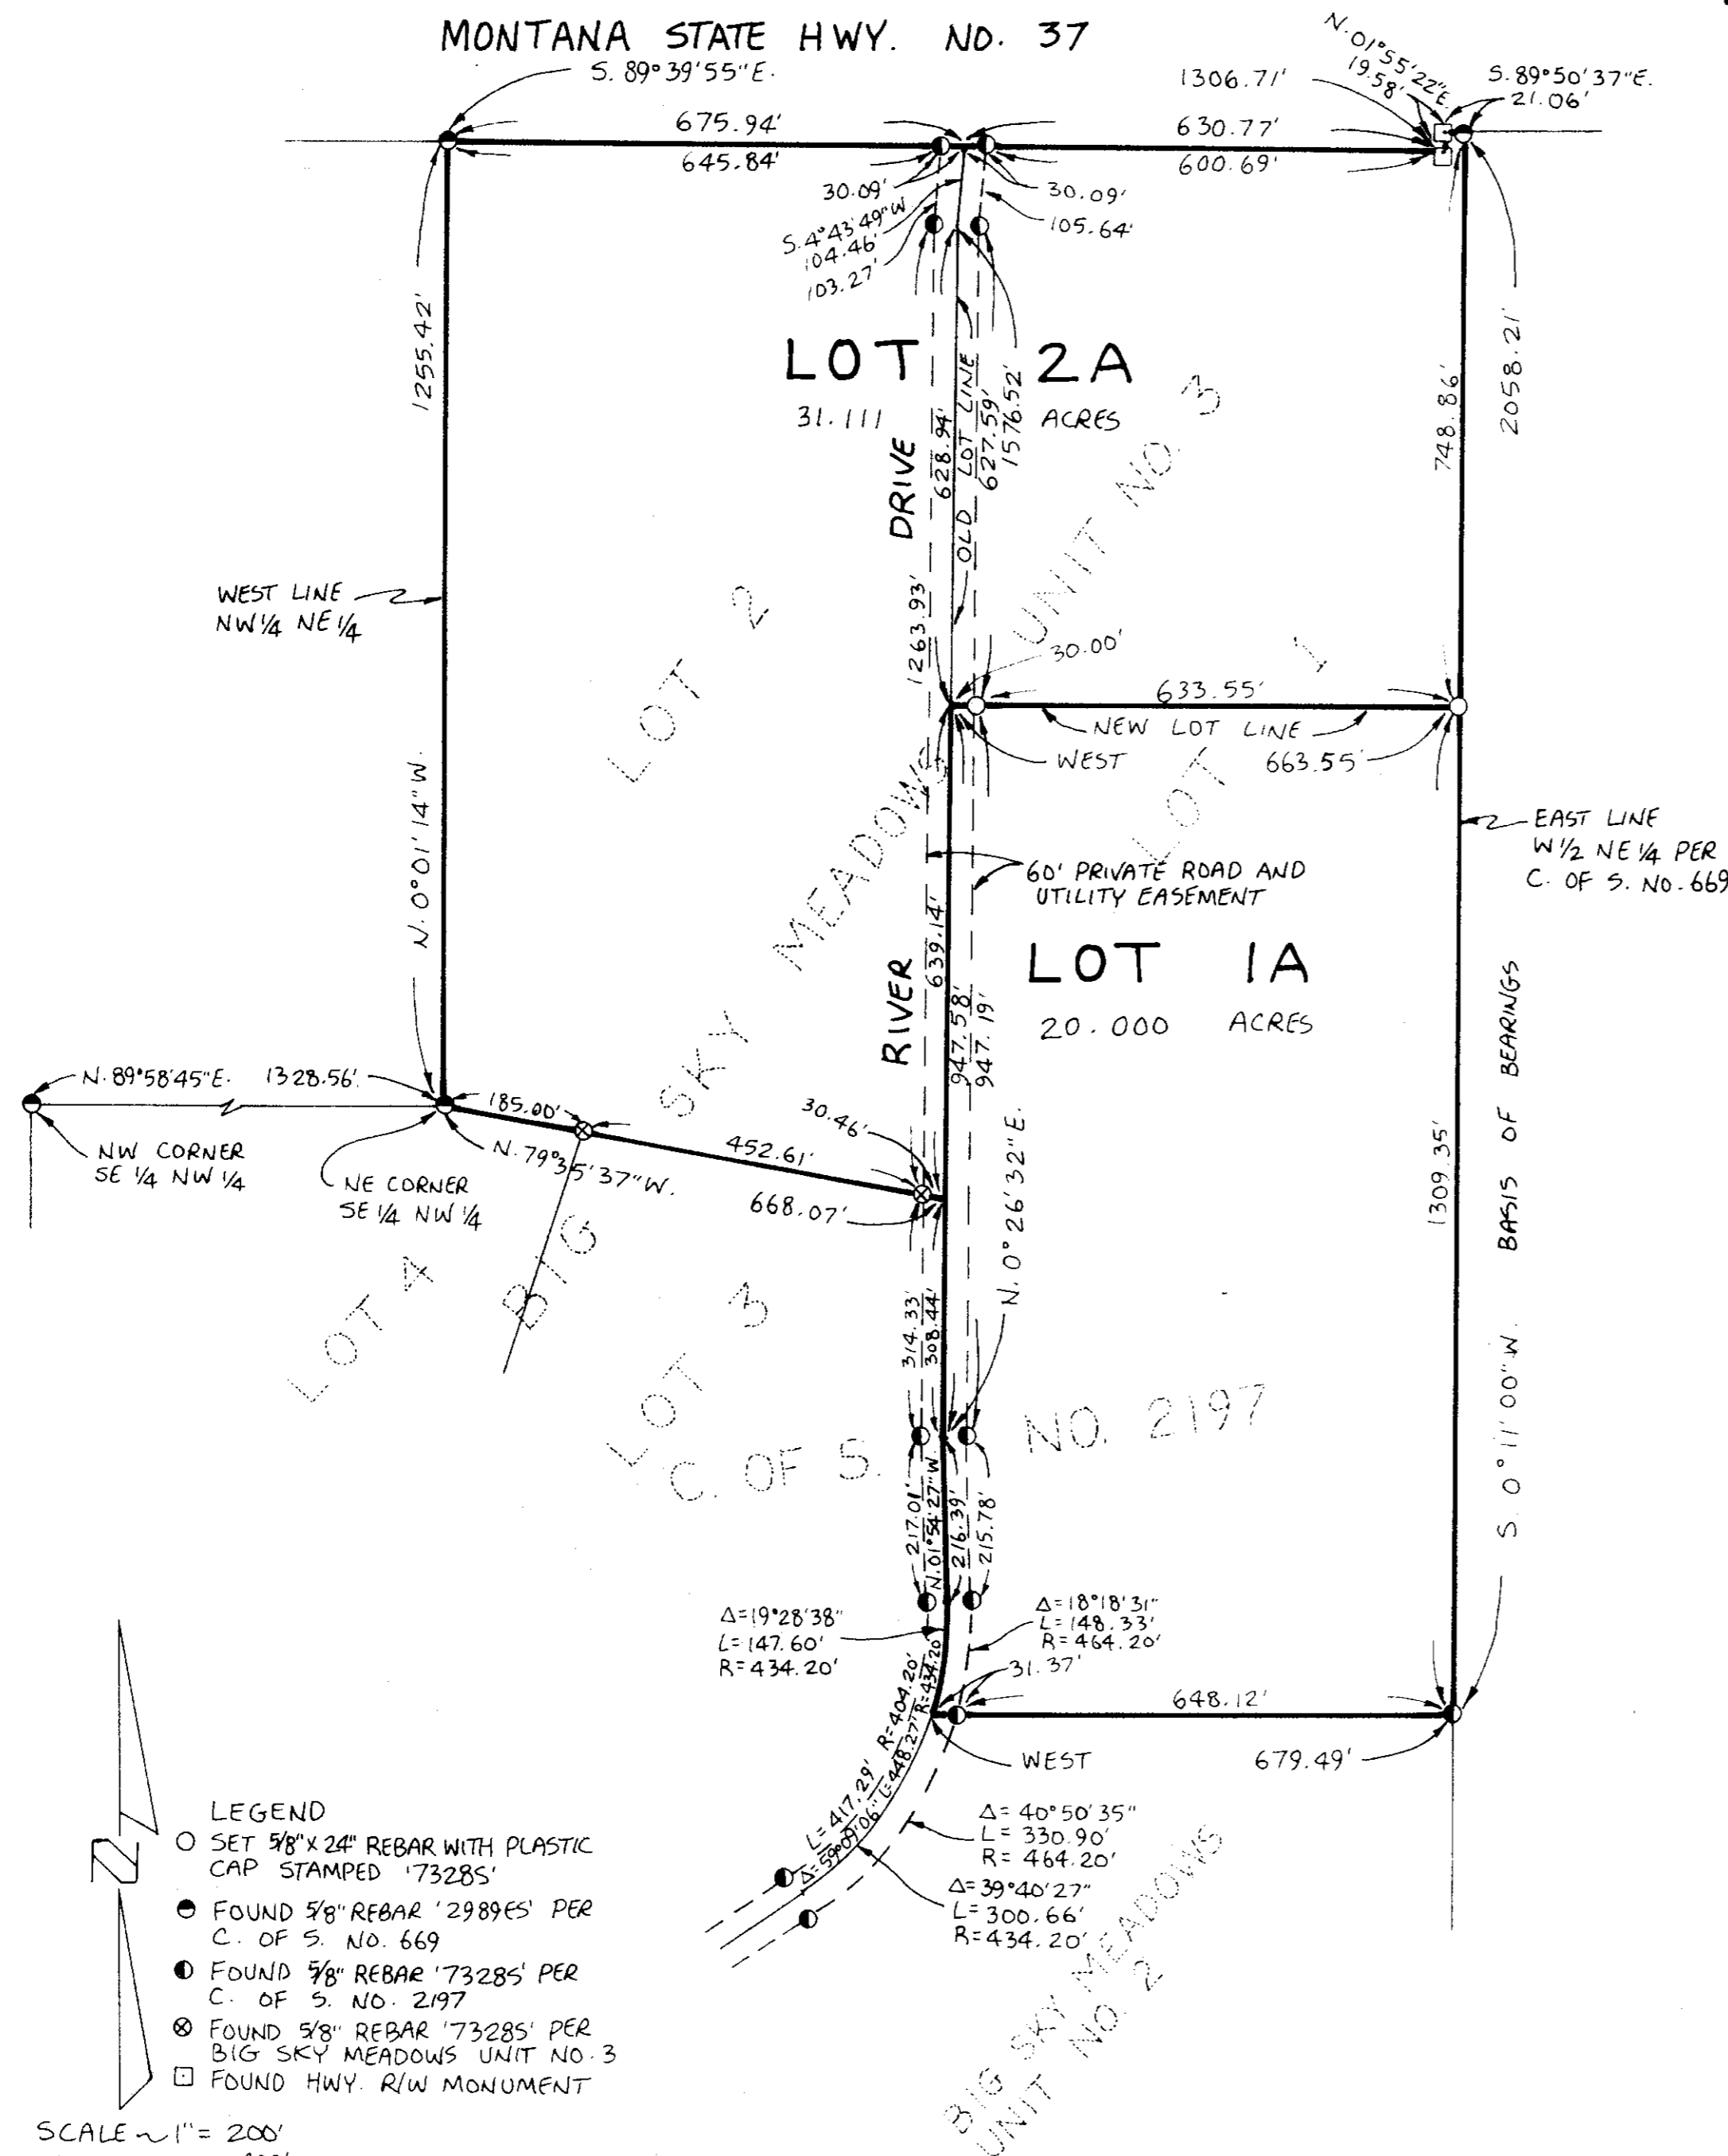 MONTANA STATE HWY. NO. 37
S. 89°39'55"E.
N. 01°55'22"E.
19.58'
S. 89°50'37"E.
21.06'
1306.71'
675.94'
630.77'
645.84'
600.69'
30.09'
30.09'
S. 4°43'49"W.
104.46'
103.27'
105.64'
1255.42'
LOT 2A
31.111 ACRES
748.86'
2058.21'
DRIVE
628.94'
OLD LOT LINE
627.59'
1576.52'
WEST LINE
NW 1/4 NE 1/4
LOT 2
UNIT NO. 3
LOT 1
1263.93'
30.00'
633.55'
NEW LOT LINE
WEST
663.55'
N. 0°01'14"W.
BIG SKY MEADOWS
60' PRIVATE ROAD AND
UTILITY EASEMENT
EAST LINE
W 1/2 NE 1/4 PER
C. OF S. NO. 669
RIVER
639.14'
LOT 1A
20.000 ACRES
947.58'
947.19'
BASIS OF BEARINGS
N. 89°58'45"E. 1328.56'
185.00'
30.46'
452.61'
N. 79°35'37"W.
668.07'
NW CORNER
SE 1/4 NW 1/4
NE CORNER
SE 1/4 NW 1/4
1309.35'
N. 0°26'32"E.
LOT 4
LOT 3
314.33'
308.44'
C. OF S. NO. 2197
S. 0°11'00"W.
217.01'
N. 01°54'27"W.
216.39'
215.78'
Δ=19°28'38"
L=147.60'
R=434.20'
Δ=18°18'31"
L=148.33'
R=464.20'
31.37'
648.12'
WEST
679.49'
L=417.29' R=404.20'
Δ=59°09'06" L=448.27' R=434.20'
Δ= 40°50'35"
L= 330.90'
R= 464.20'
Δ=39°40'27"
L=300.66'
R=434.20'
BIG SKY MEADOWS
UNIT NO. 2
LEGEND
SET 5/8" X 24" REBAR WITH PLASTIC
CAP STAMPED '7328S'
FOUND 5/8" REBAR '2989ES' PER
C. OF S. NO. 669
FOUND 5/8" REBAR '7328S' PER
C. OF S. NO. 2197
FOUND 5/8" REBAR '7328S' PER
BIG SKY MEADOWS UNIT NO. 3
FOUND HWY. R/W MONUMENT
N
SCALE ~ 1" = 200'